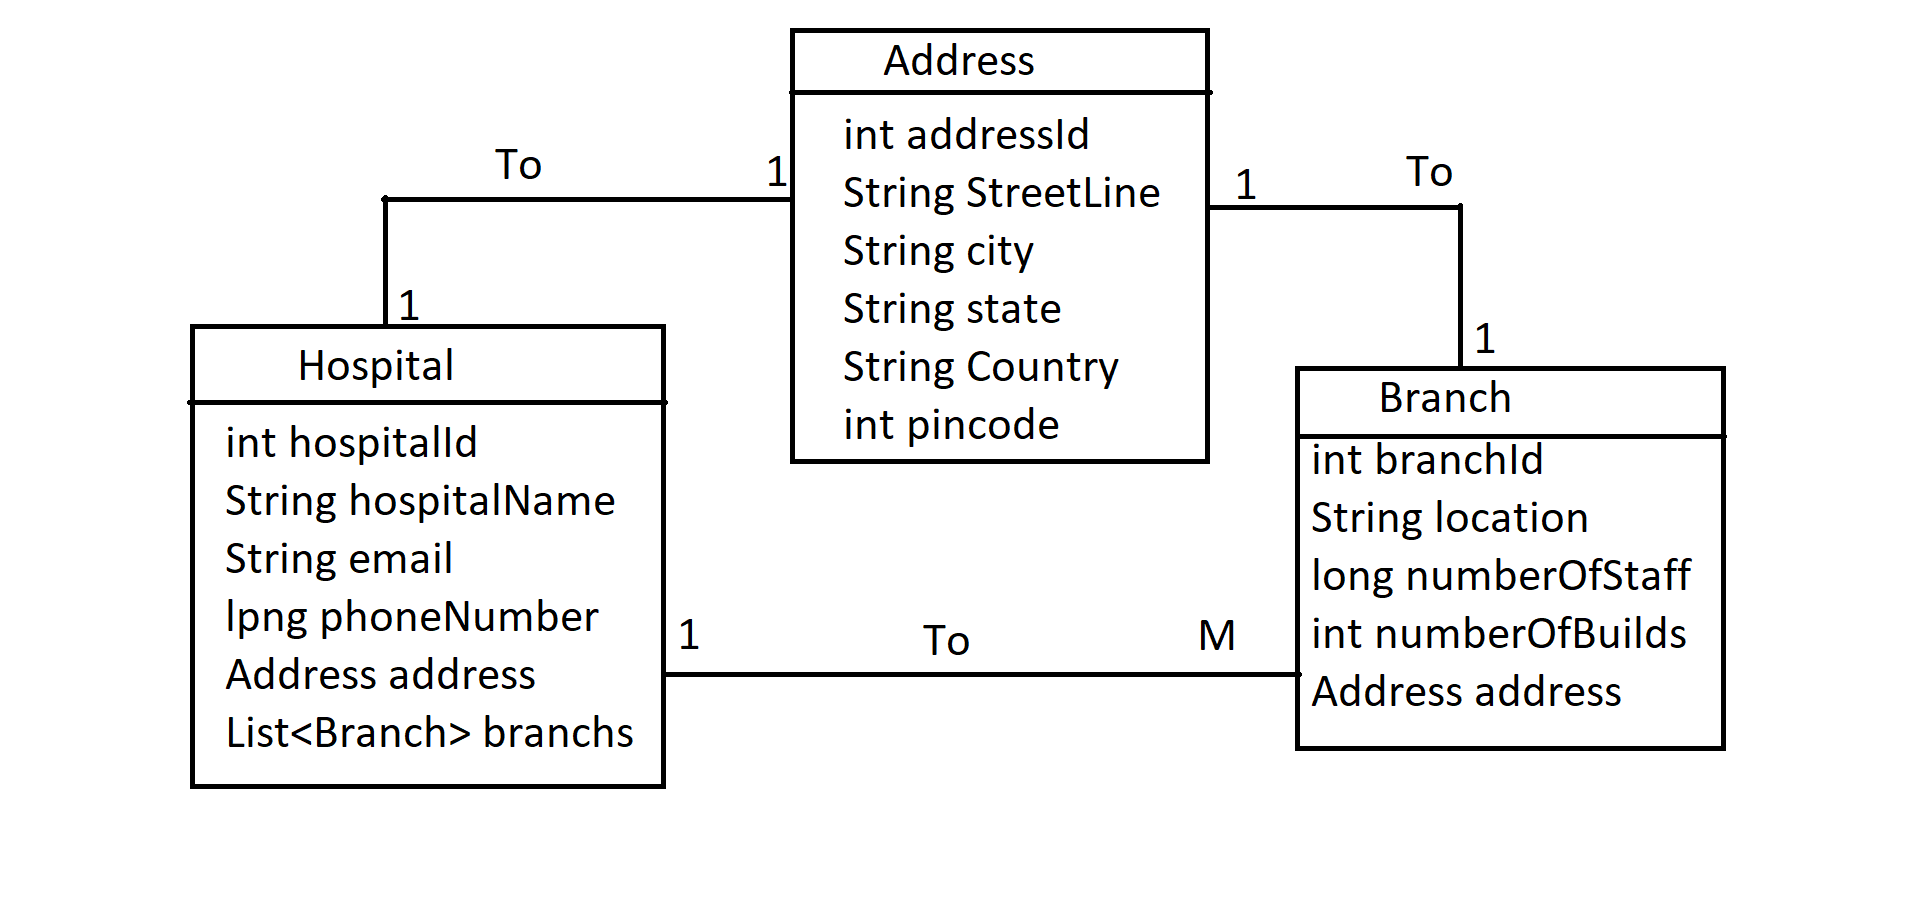 Address
int addressId
String StreetLine
String city
String state
String Country
int pincode
To
1
1
1
To
1
Hospital
int hospitalId
String hospitalName
String email
lpng phoneNumber
Address address
List<Branch> branchs
1
To
M
Branch
int branchId
String location
long numberOfStaff
int numberOfBuilds
Address address